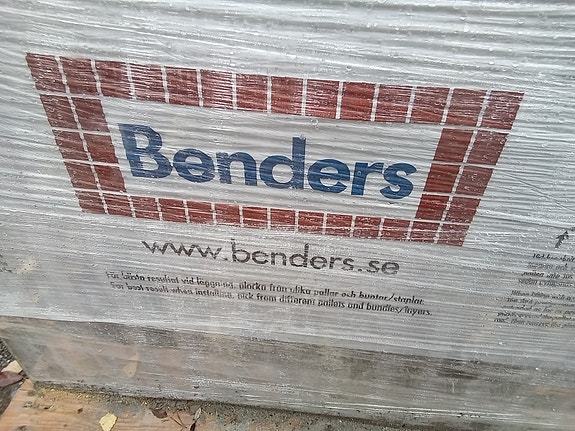 Benders
www.benders.se
För bästa resultat vid läggning, plocka från olika pallar och buntar/staplar.
For best result when installing, pick from different pallets and bundles/layers.